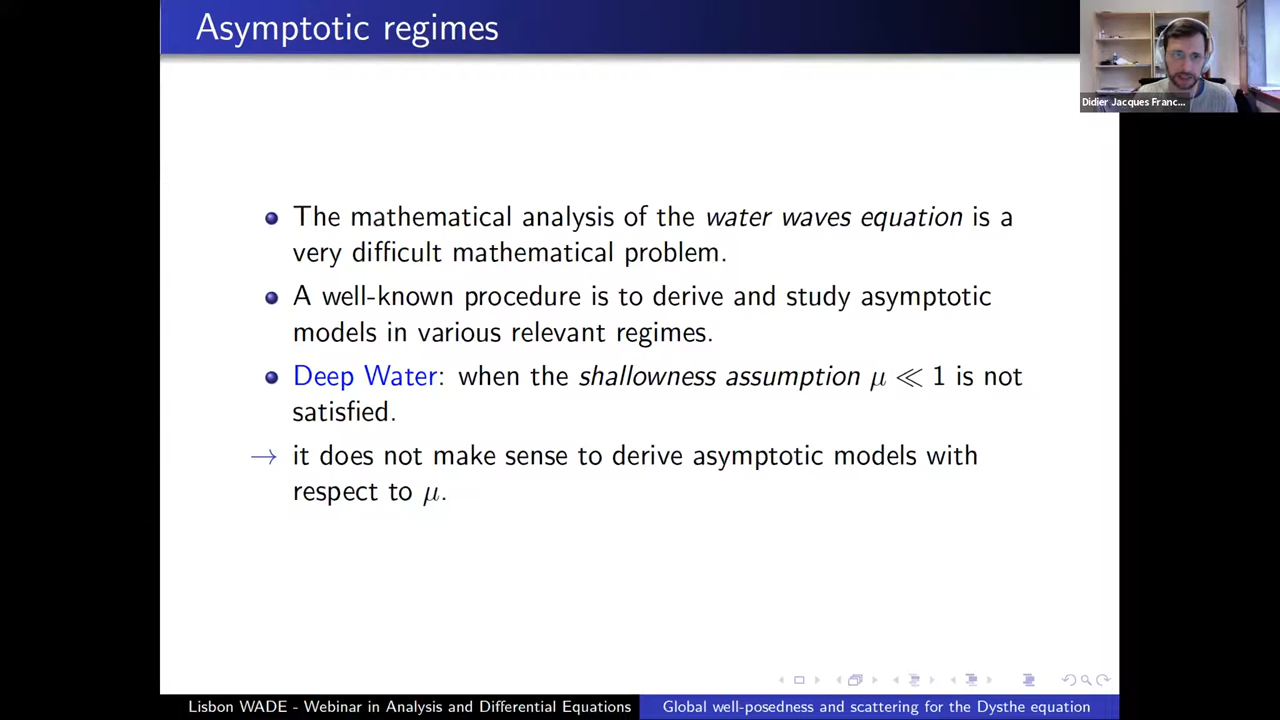 Asymptotic regimes
Didier Jacques Franc...
The mathematical analysis of the water waves equation is a
very difficult mathematical problem.
A well-known procedure is to derive and study asymptotic
models in various relevant regimes.
Deep Water: when the shallowness assumption μ ≪ 1 is not
satisfied.
→ it does not make sense to derive asymptotic models with
respect to μ.
Lisbon WADE - Webinar in Analysis and Differential Equations
Global well-posedness and scattering for the Dysthe equation